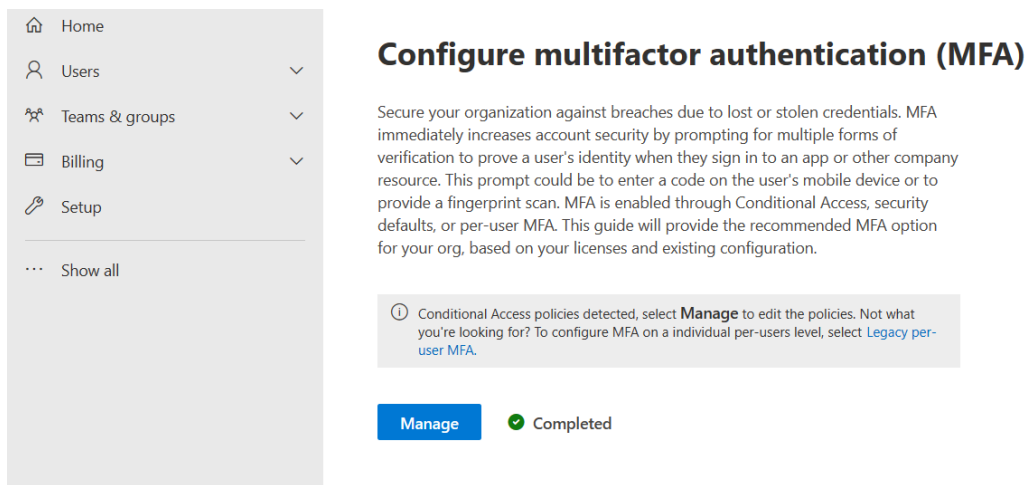 Home
Users
Teams & groups
Billing
Setup
Show all
Configure multifactor authentication (MFA)
Secure your organization against breaches due to lost or stolen credentials. MFA
immediately increases account security by prompting for multiple forms of
verification to prove a user's identity when they sign in to an app or other company
resource. This prompt could be to enter a code on the user's mobile device or to
provide a fingerprint scan. MFA is enabled through Conditional Access, security
defaults, or per-user MFA. This guide will provide the recommended MFA option
for your org, based on your licenses and existing configuration.
Conditional Access policies detected, select Manage to edit the policies. Not what
you're looking for? To configure MFA on a individual per-users level, select Legacy per-
user MFA.
Manage
Completed